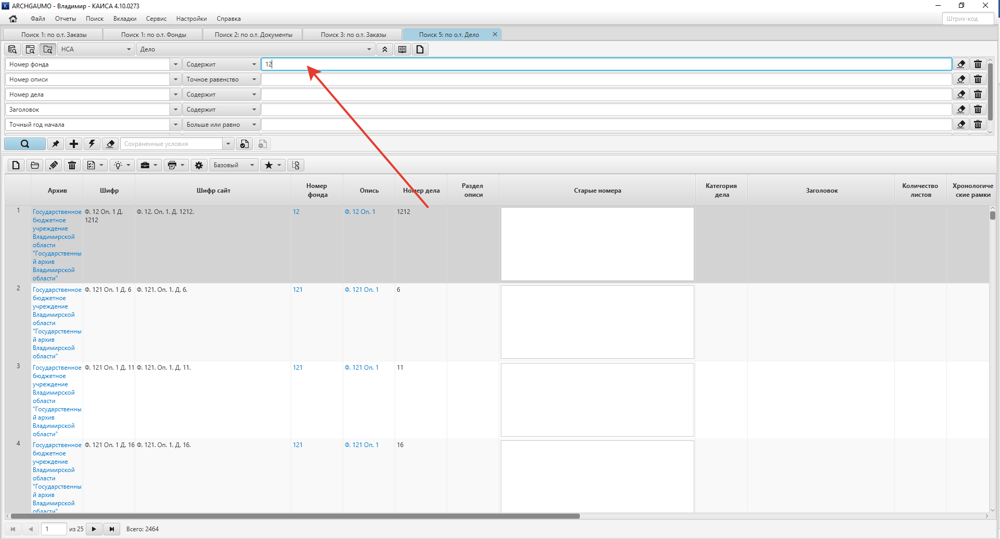 ARCHGAUMO - Владимир - КАИСА 4.10.0273
Файл Отчеты Поиск Вкладки Сервис Настройки Справка Штрих-код
Поиск 1: по о.т. Заказы Поиск 1: по о.т. Фонды Поиск 2: по о.т. Документы Поиск 3: по о.т. Заказы Поиск 5: по о.т. Дело
НСА Дело
Номер фонда Содержит 12
Номер описи Точное равенство
Номер дела Содержит
Заголовок Содержит
Точный год начала Больше или равно
Сохраненные условия
Базовый
Архив Шифр Шифр сайт Номер фонда Опись Номер дела Раздел описи Старые номера Категория дела Заголовок Количество листов Хронологиче ские рамки
1 Государственное Ф. 12 Оп. 1 Д. Ф. 12. Оп. 1. Д. 1212. 12 Ф. 12 Оп. 1 1212
бюджетное 1212
учреждение
Владимирской
области
"Государственны
й архив
Владимирской
области"
2 Государственное Ф. 121 Оп. 1 Д. 6 Ф. 121. Оп. 1. Д. 6. 121 Ф. 121 Оп. 1 6
бюджетное
учреждение
Владимирской
области
"Государственны
й архив
Владимирской
области"
3 Государственное Ф. 121 Оп. 1 Д. 11 Ф. 121. Оп. 1. Д. 11. 121 Ф. 121 Оп. 1 11
бюджетное
учреждение
Владимирской
области
"Государственны
й архив
Владимирской
области"
4 Государственное Ф. 121 Оп. 1 Д. 16 Ф. 121. Оп. 1. Д. 16. 121 Ф. 121 Оп. 1 16
бюджетное
учреждение
Владимирской
области
"Государственны
й архив
Владимирской
области"
1 из 25 Всего: 2464